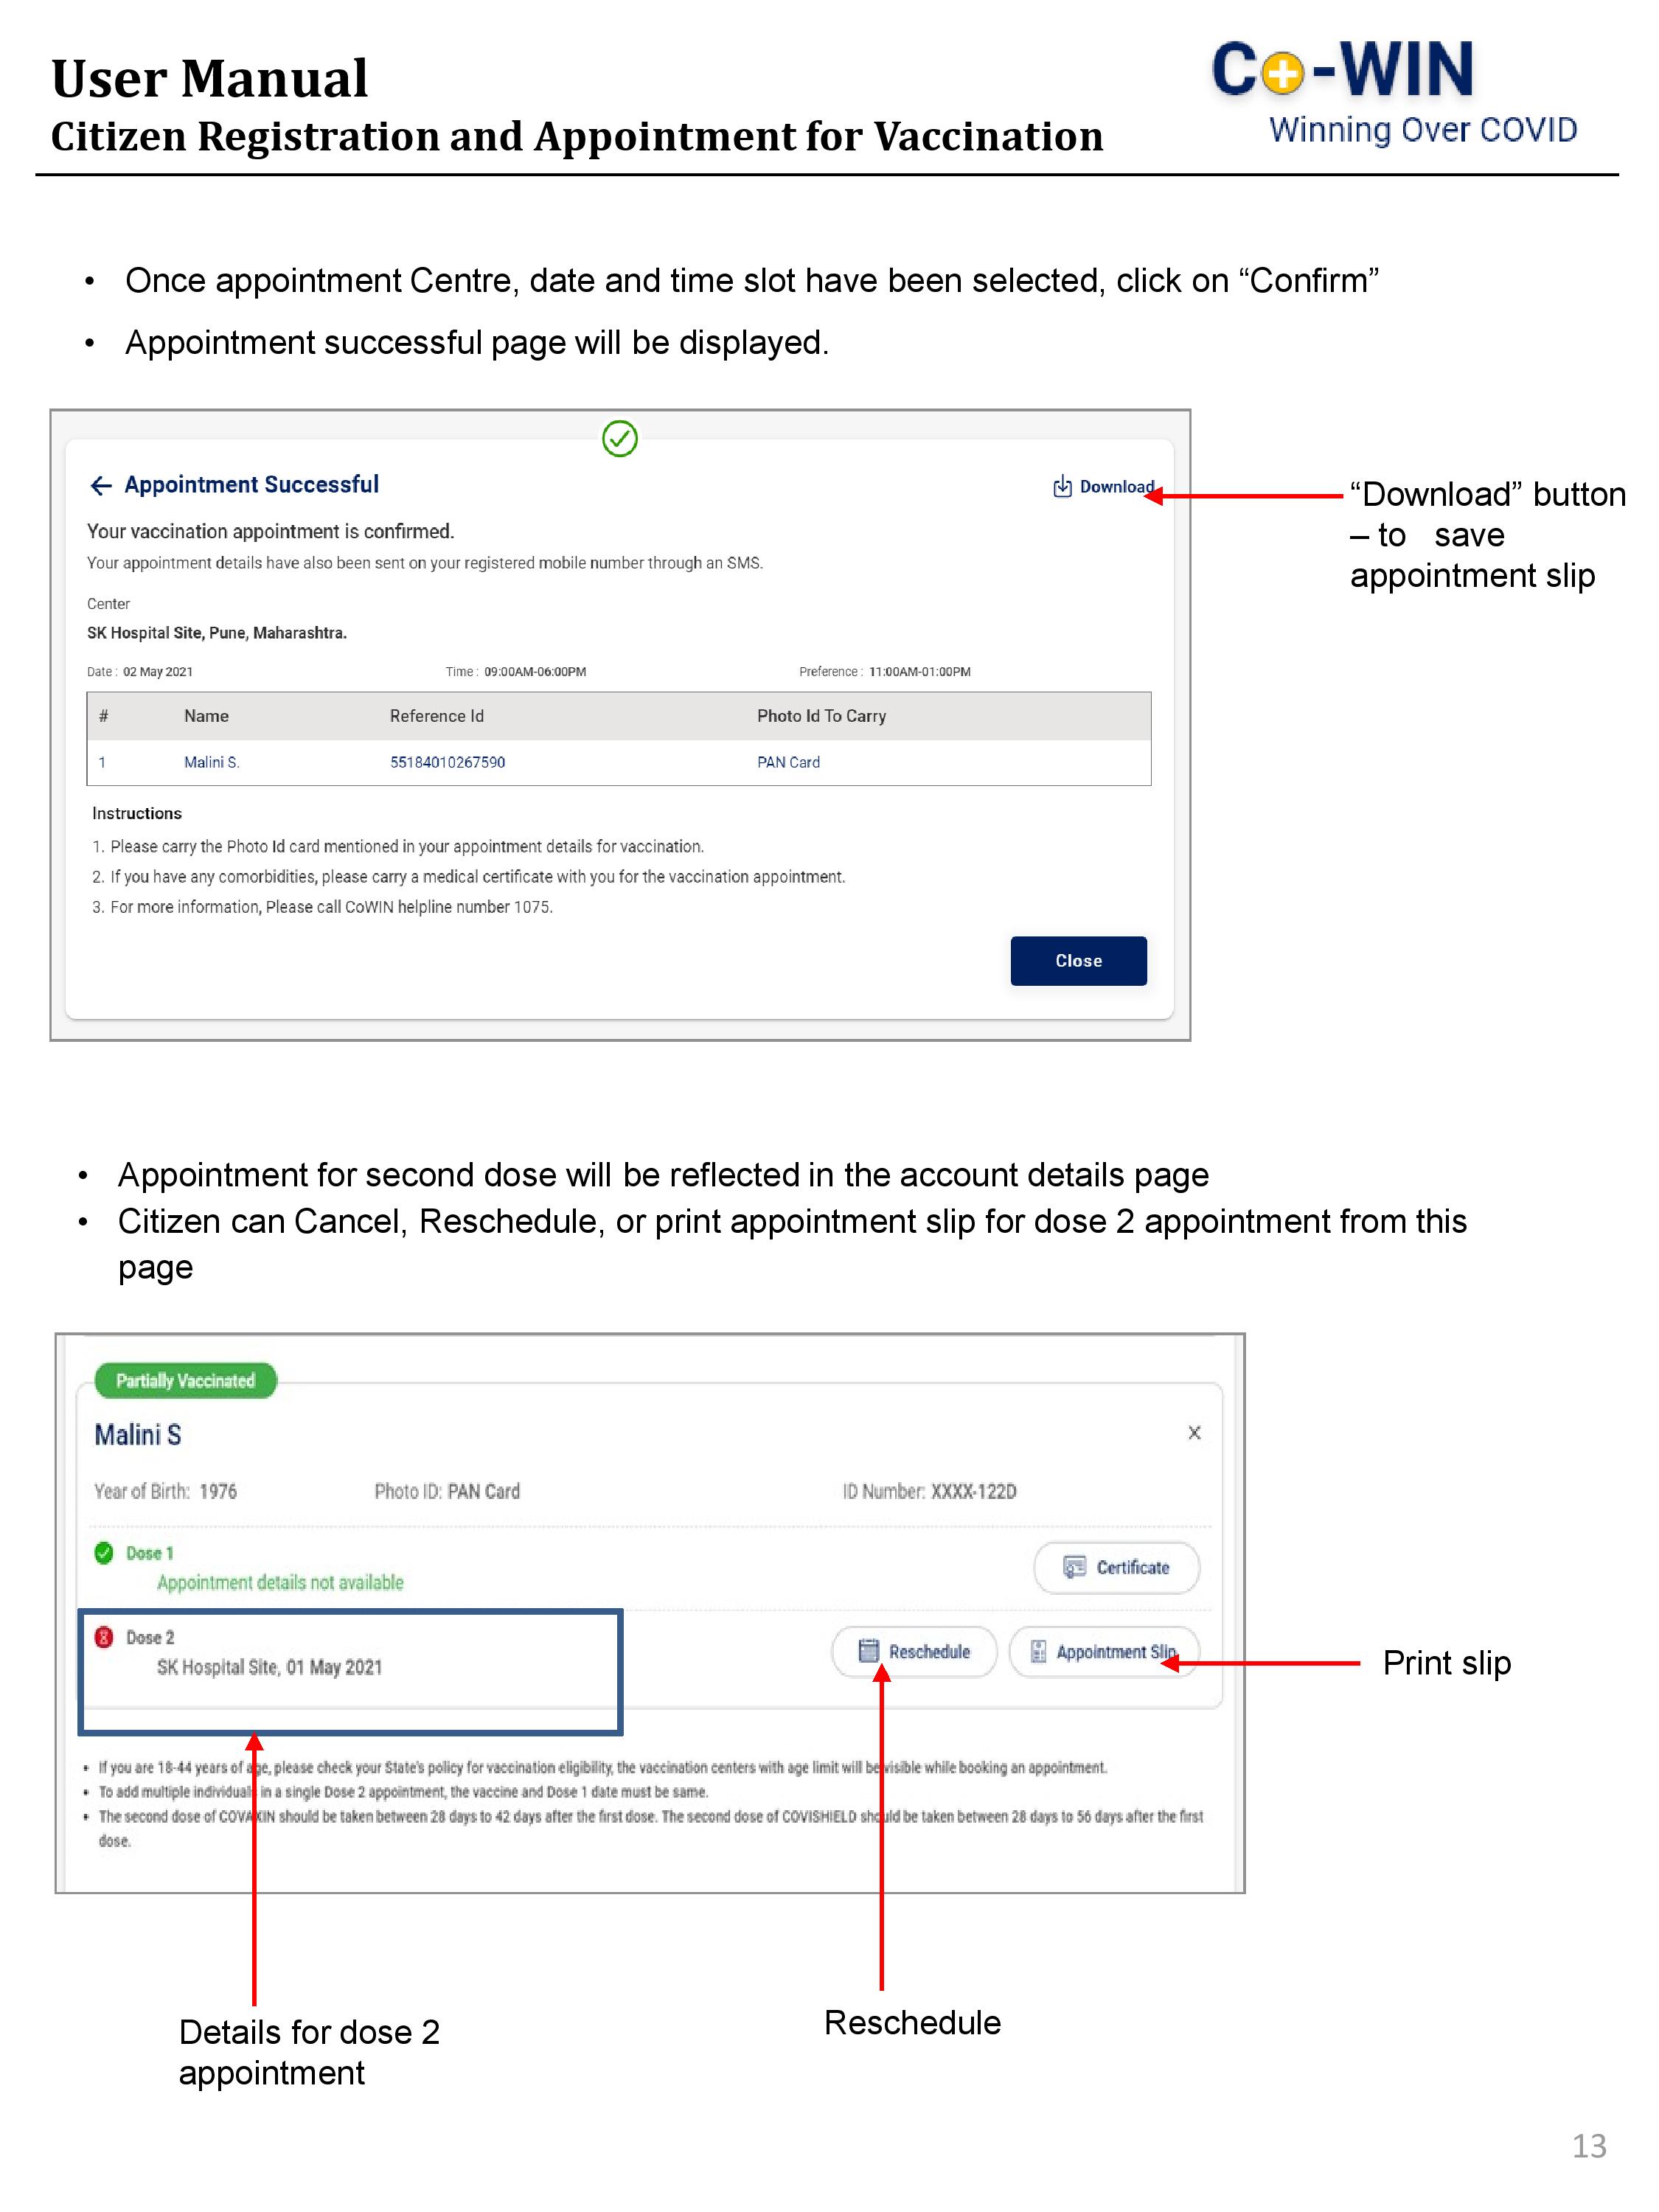 User Manual
Citizen Registration and Appointment for Vaccination
Co-WIN
Winning Over COVID
• Once appointment Centre, date and time slot have been selected, click on “Confirm”
• Appointment successful page will be displayed.
Appointment Successful
Download
Your vaccination appointment is confirmed.
Your appointment details have also been sent on your registered mobile number through an SMS.
Center
SK Hospital Site, Pune, Maharashtra.
Date : 02 May 2021 Time : 09:00AM-06:00PM Preference : 11:00AM-01:00PM
# Name Reference Id Photo Id To Carry
1 Malini S. 55184010267590 PAN Card
Instructions
1. Please carry the Photo Id card mentioned in your appointment details for vaccination.
2. If you have any comorbidities, please carry a medical certificate with you for the vaccination appointment.
3. For more information, Please call CoWIN helpline number 1075.
Close
“Download” button
– to save
appointment slip
• Appointment for second dose will be reflected in the account details page
• Citizen can Cancel, Reschedule, or print appointment slip for dose 2 appointment from this
page
Partially Vaccinated
Malini S
X
Year of Birth: 1976 Photo ID: PAN Card ID Number: XXXX-122D
Dose 1
Appointment details not available
Certificate
Dose 2
SK Hospital Site, 01 May 2021
Reschedule
Appointment Slip
Print slip
• If you are 18-44 years of age, please check your State's policy for vaccination eligibility, the vaccination centers with age limit will be visible while booking an appointment.
• To add multiple individuals in a single Dose 2 appointment, the vaccine and Dose 1 date must be same.
• The second dose of COVAXIN should be taken between 28 days to 42 days after the first dose. The second dose of COVISHIELD should be taken between 28 days to 56 days after the first
dose.
Details for dose 2
appointment
Reschedule
13